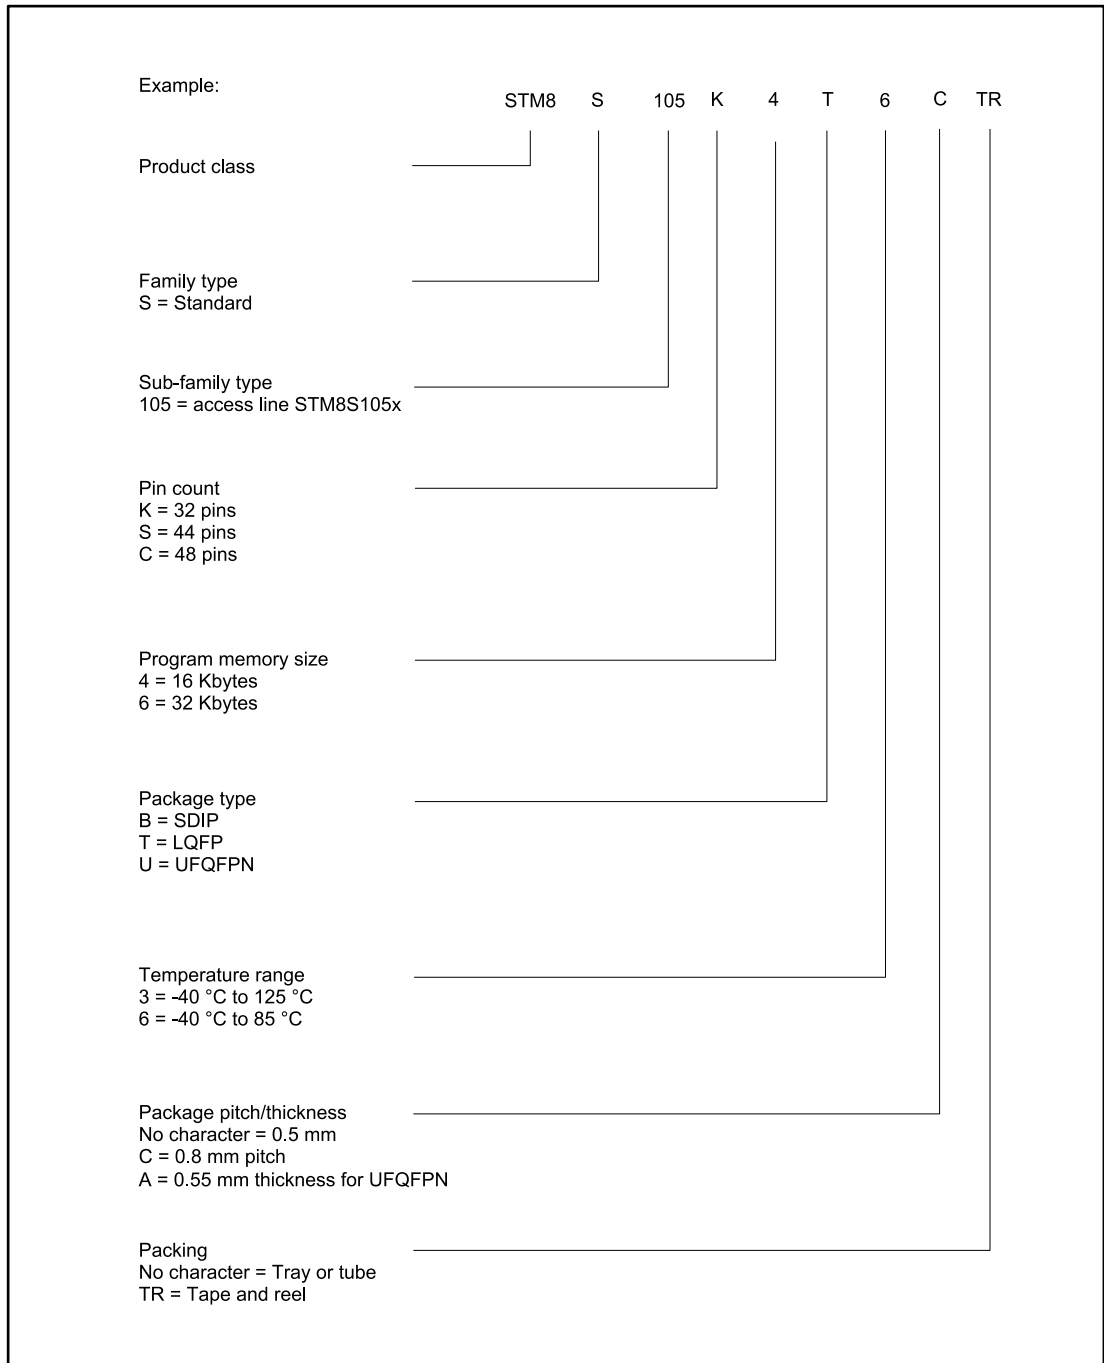 Example:
STM8 S 105 K 4 T 6 C TR
Product class
Family type
S = Standard
Sub-family type
105 = access line STM8S105x
Pin count
K = 32 pins
S = 44 pins
C = 48 pins
Program memory size
4 = 16 Kbytes
6 = 32 Kbytes
Package type
B = SDIP
T = LQFP
U = UFQFPN
Temperature range
3 = -40 °C to 125 °C
6 = -40 °C to 85 °C
Package pitch/thickness
No character = 0.5 mm
C = 0.8 mm pitch
A = 0.55 mm thickness for UFQFPN
Packing
No character = Tray or tube
TR = Tape and reel